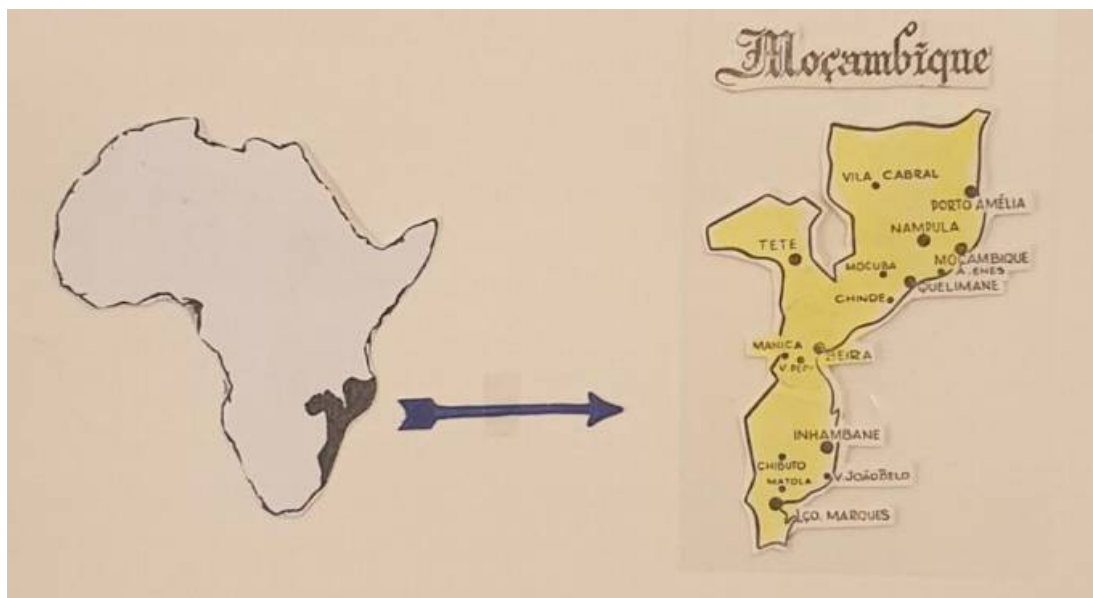 Moçambique
VILA CABRAL
PORTO AMÉLIA
NAMPULA
TETE
MOÇAMBIQUE
MOCUBA
A. ENES
QUELIMANE
CHINDE
MANICA
BEIRA
INHAMBANE
CHIBUTO
MATOLA
V. JOÃO BELO
LÇO. MARQUES